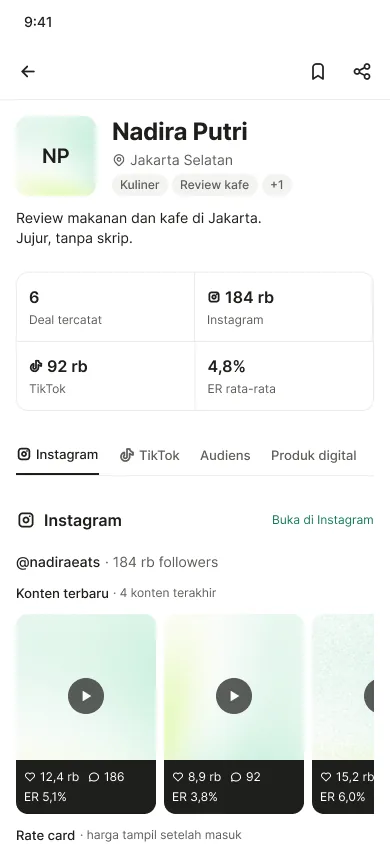 9:41
NP
Nadira Putri
Jakarta Selatan
Kuliner Review kafe +1
Review makanan dan kafe di Jakarta.
Jujur, tanpa skrip.
6
Deal tercatat
184 rb
Instagram
92 rb
TikTok
4,8%
ER rata-rata
Instagram TikTok Audiens Produk digital
Instagram
Buka di Instagram
@nadiraeats · 184 rb followers
Konten terbaru · 4 konten terakhir
12,4 rb 186
ER 5,1%
8,9 rb 92
ER 3,8%
15,2 rb
ER 6,0%
Rate card · harga tampil setelah masuk